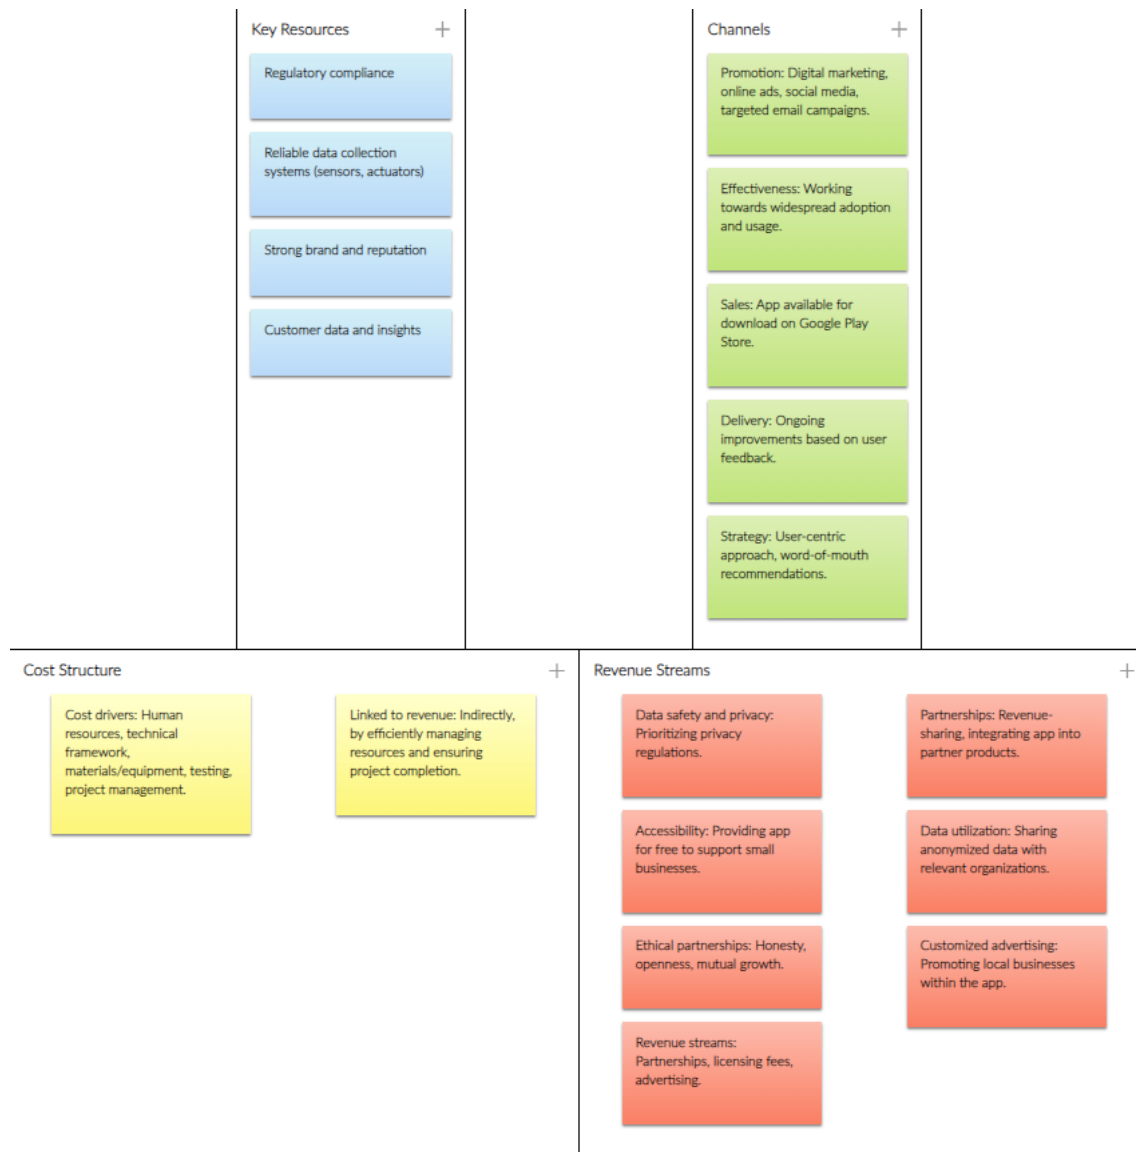 Key Resources +
Regulatory compliance
Reliable data collection
systems (sensors, actuators)
Strong brand and reputation
Customer data and insights
Channels +
Promotion: Digital marketing,
online ads, social media,
targeted email campaigns.
Effectiveness: Working
towards widespread adoption
and usage.
Sales: App available for
download on Google Play
Store.
Delivery: Ongoing
improvements based on user
feedback.
Strategy: User-centric
approach, word-of-mouth
recommendations.
Cost Structure +
Cost drivers: Human
resources, technical
framework,
materials/equipment, testing,
project management.
Linked to revenue: Indirectly,
by efficiently managing
resources and ensuring
project completion.
Revenue Streams +
Data safety and privacy:
Prioritizing privacy
regulations.
Accessibility: Providing app
for free to support small
businesses.
Ethical partnerships: Honesty,
openness, mutual growth.
Revenue streams:
Partnerships, licensing fees,
advertising.
Partnerships: Revenue-
sharing, integrating app into
partner products.
Data utilization: Sharing
anonymized data with
relevant organizations.
Customized advertising:
Promoting local businesses
within the app.